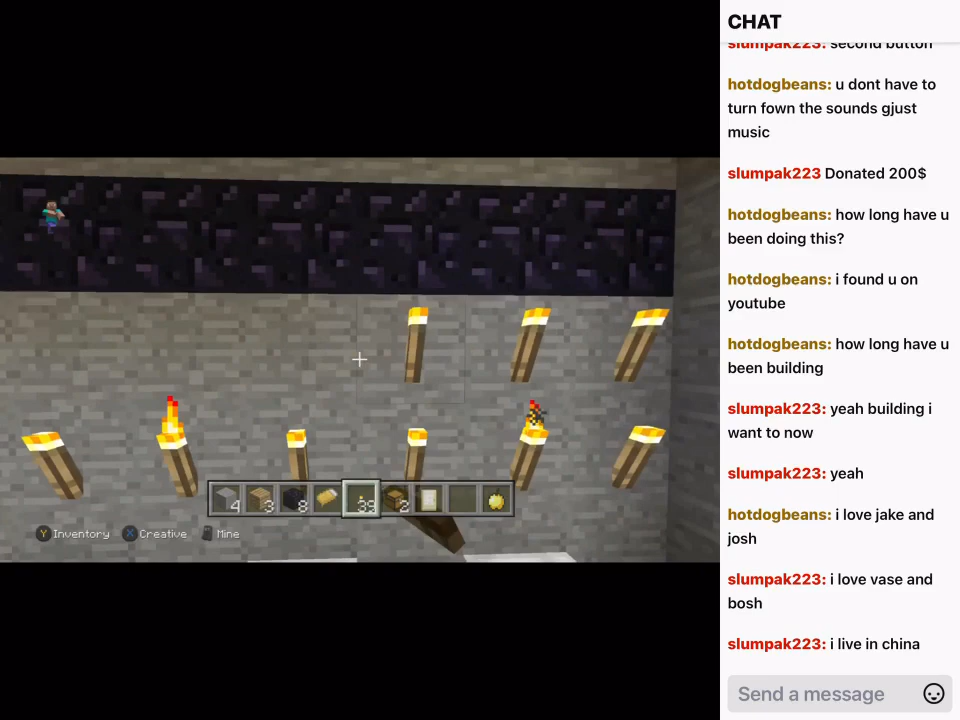 CHAT
slumpak223: second button
hotdogbeans: u dont have to
turn fown the sounds gjust
music
slumpak223 Donated 200$
hotdogbeans: how long have u
been doing this?
hotdogbeans: i found u on
youtube
hotdogbeans: how long have u
been building
slumpak223: yeah building i
want to now
slumpak223: yeah
hotdogbeans: i love jake and
josh
slumpak223: i love vase and
bosh
slumpak223: i live in china
Send a message
4 3 8 39 2
Y Inventory X Creative Mine